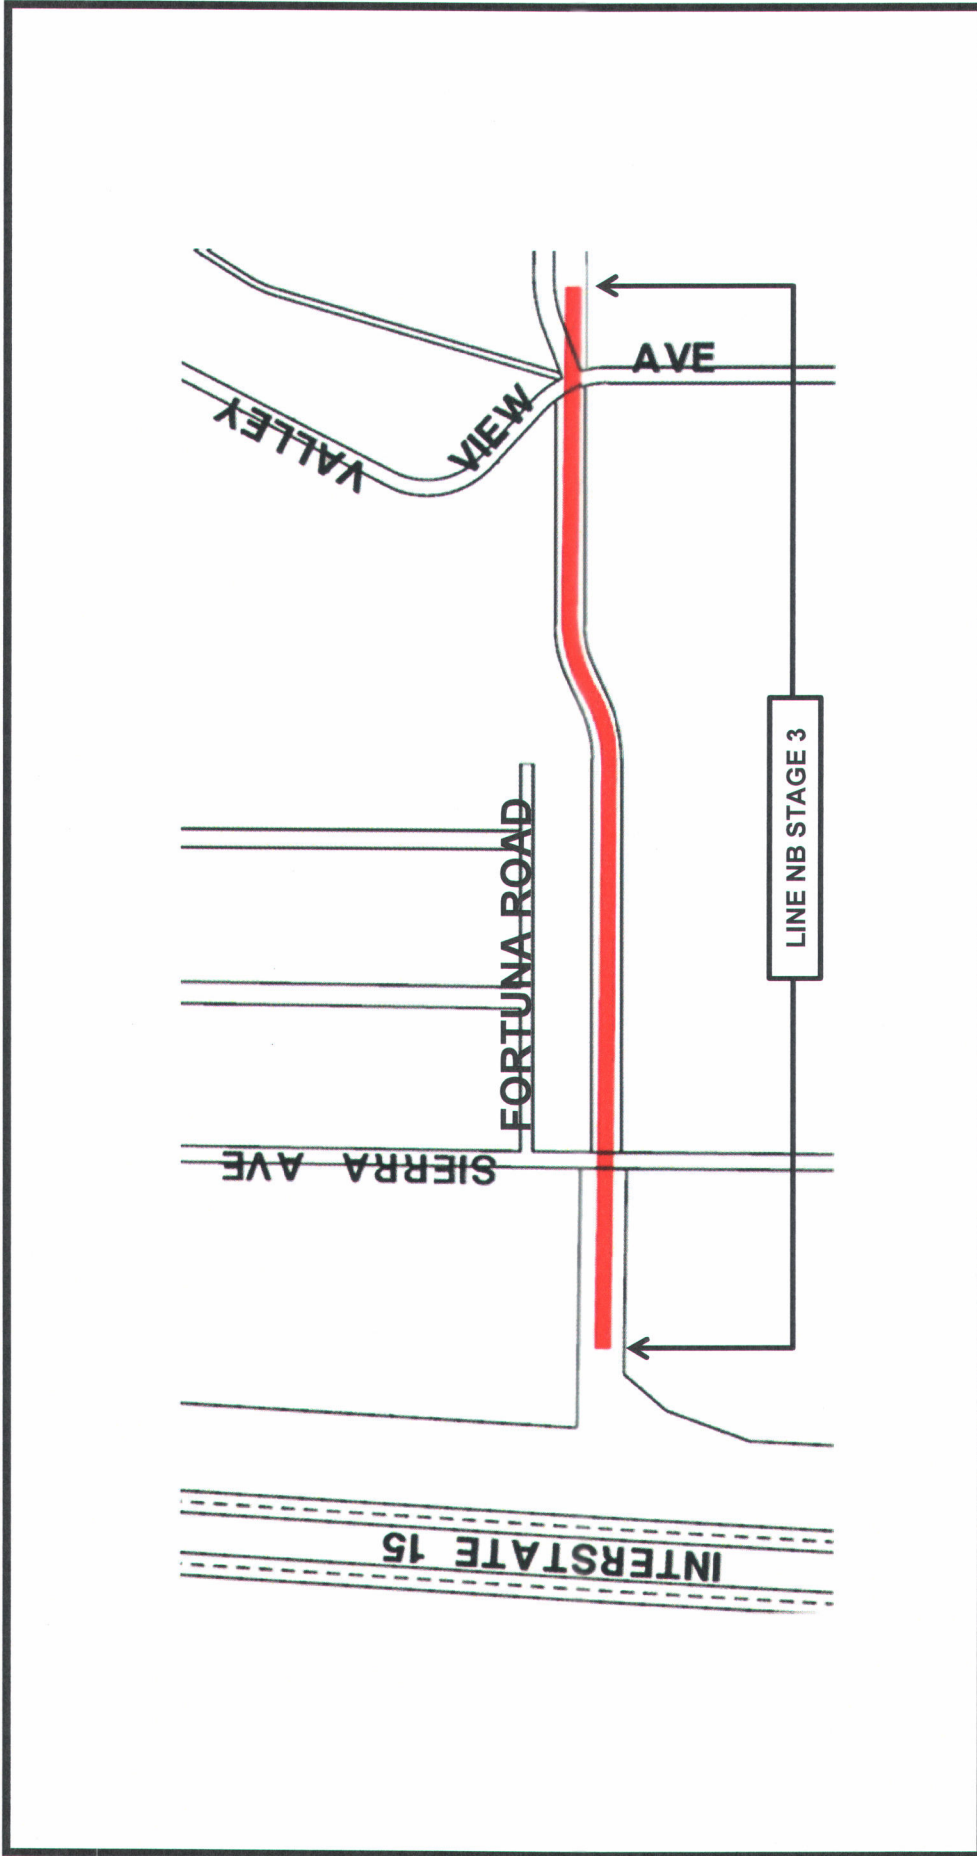 VALLEY
VIEW
AVE
FORTUNA ROAD
LINE NB STAGE 3
SIERRA AVE
INTERSTATE 15